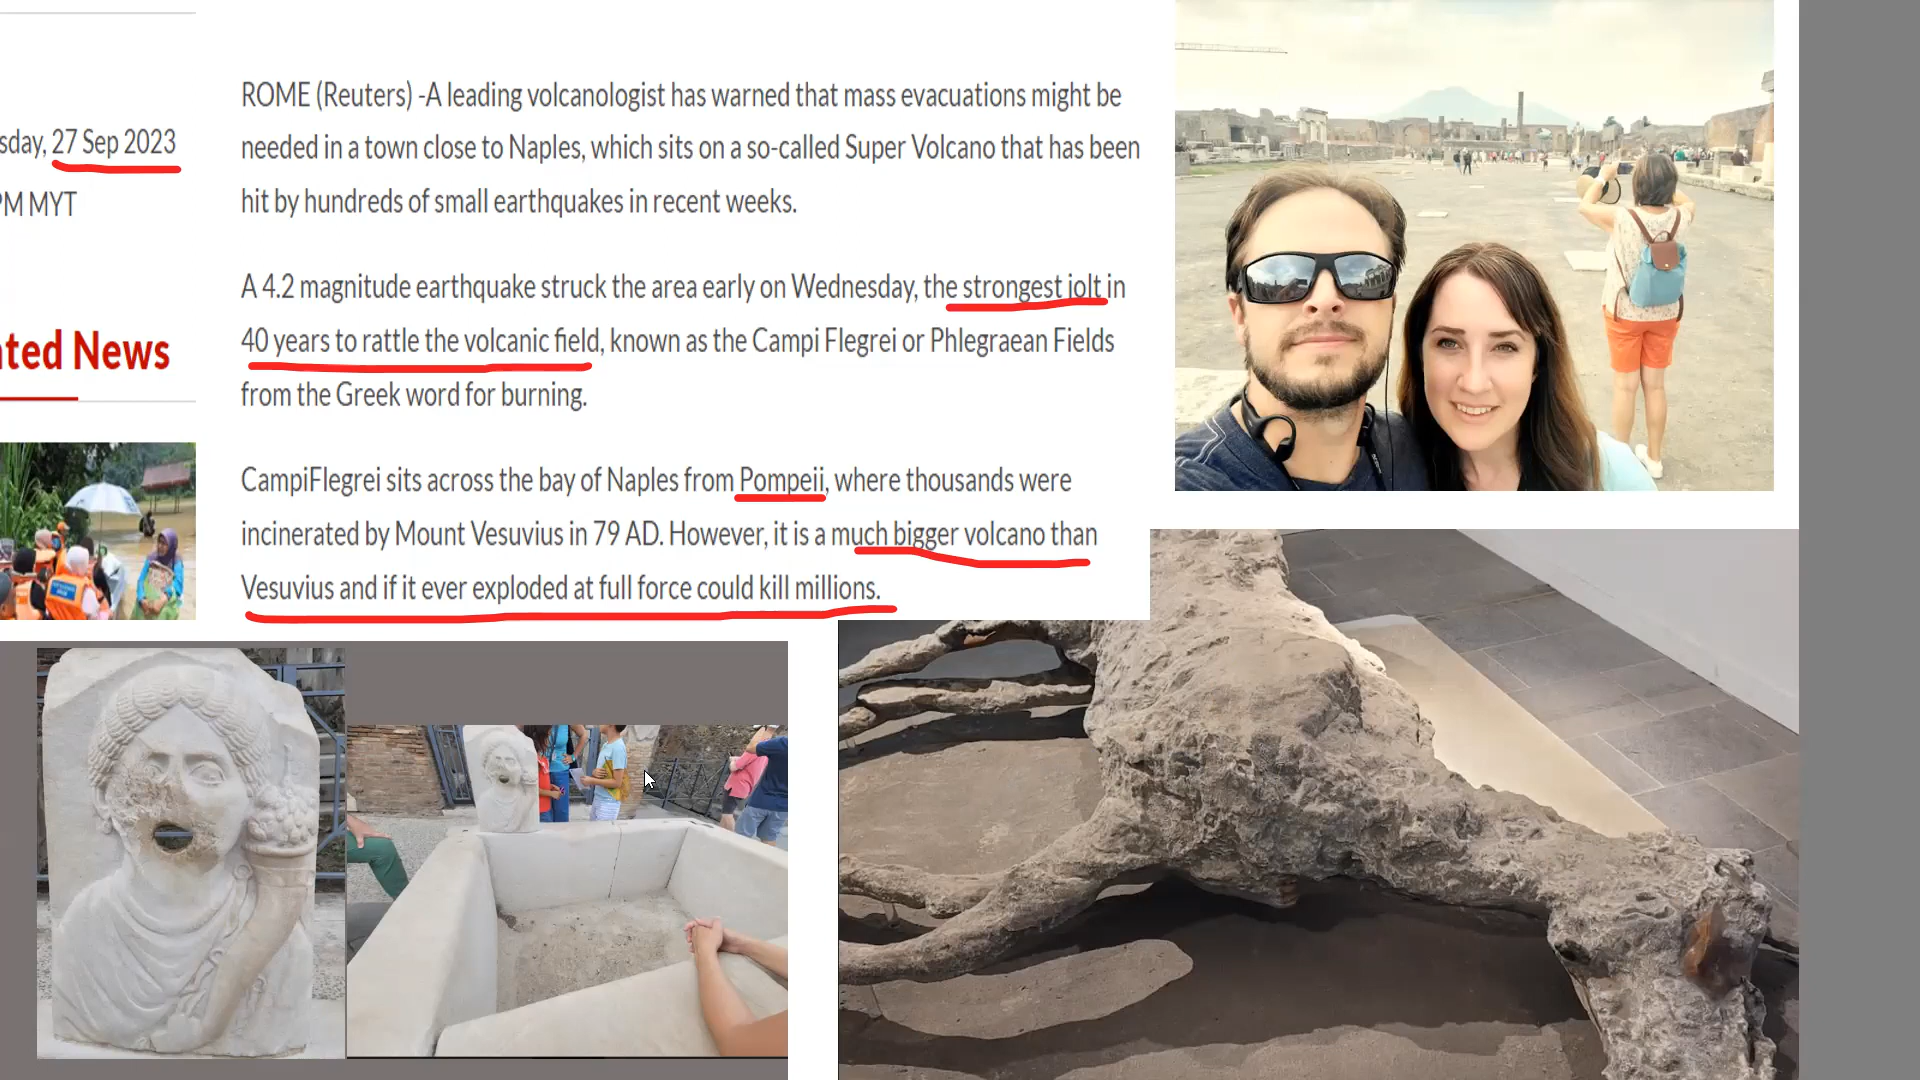 sday, 27 Sep 2023
PM MYT
ated News
ROME (Reuters) -A leading volcanologist has warned that mass evacuations might be
needed in a town close to Naples, which sits on a so-called Super Volcano that has been
hit by hundreds of small earthquakes in recent weeks.
A 4.2 magnitude earthquake struck the area early on Wednesday, the strongest jolt in
40 years to rattle the volcanic field, known as the Campi Flegrei or Phlegraean Fields
from the Greek word for burning.
CampiFlegrei sits across the bay of Naples from Pompeii, where thousands were
incinerated by Mount Vesuvius in 79 AD. However, it is a much bigger volcano than
Vesuvius and if it ever exploded at full force could kill millions.